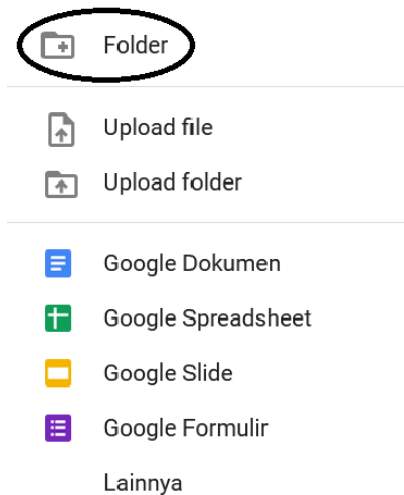 Folder
Upload file
Upload folder
Google Dokumen
Google Spreadsheet
Google Slide
Google Formulir
Lainnya